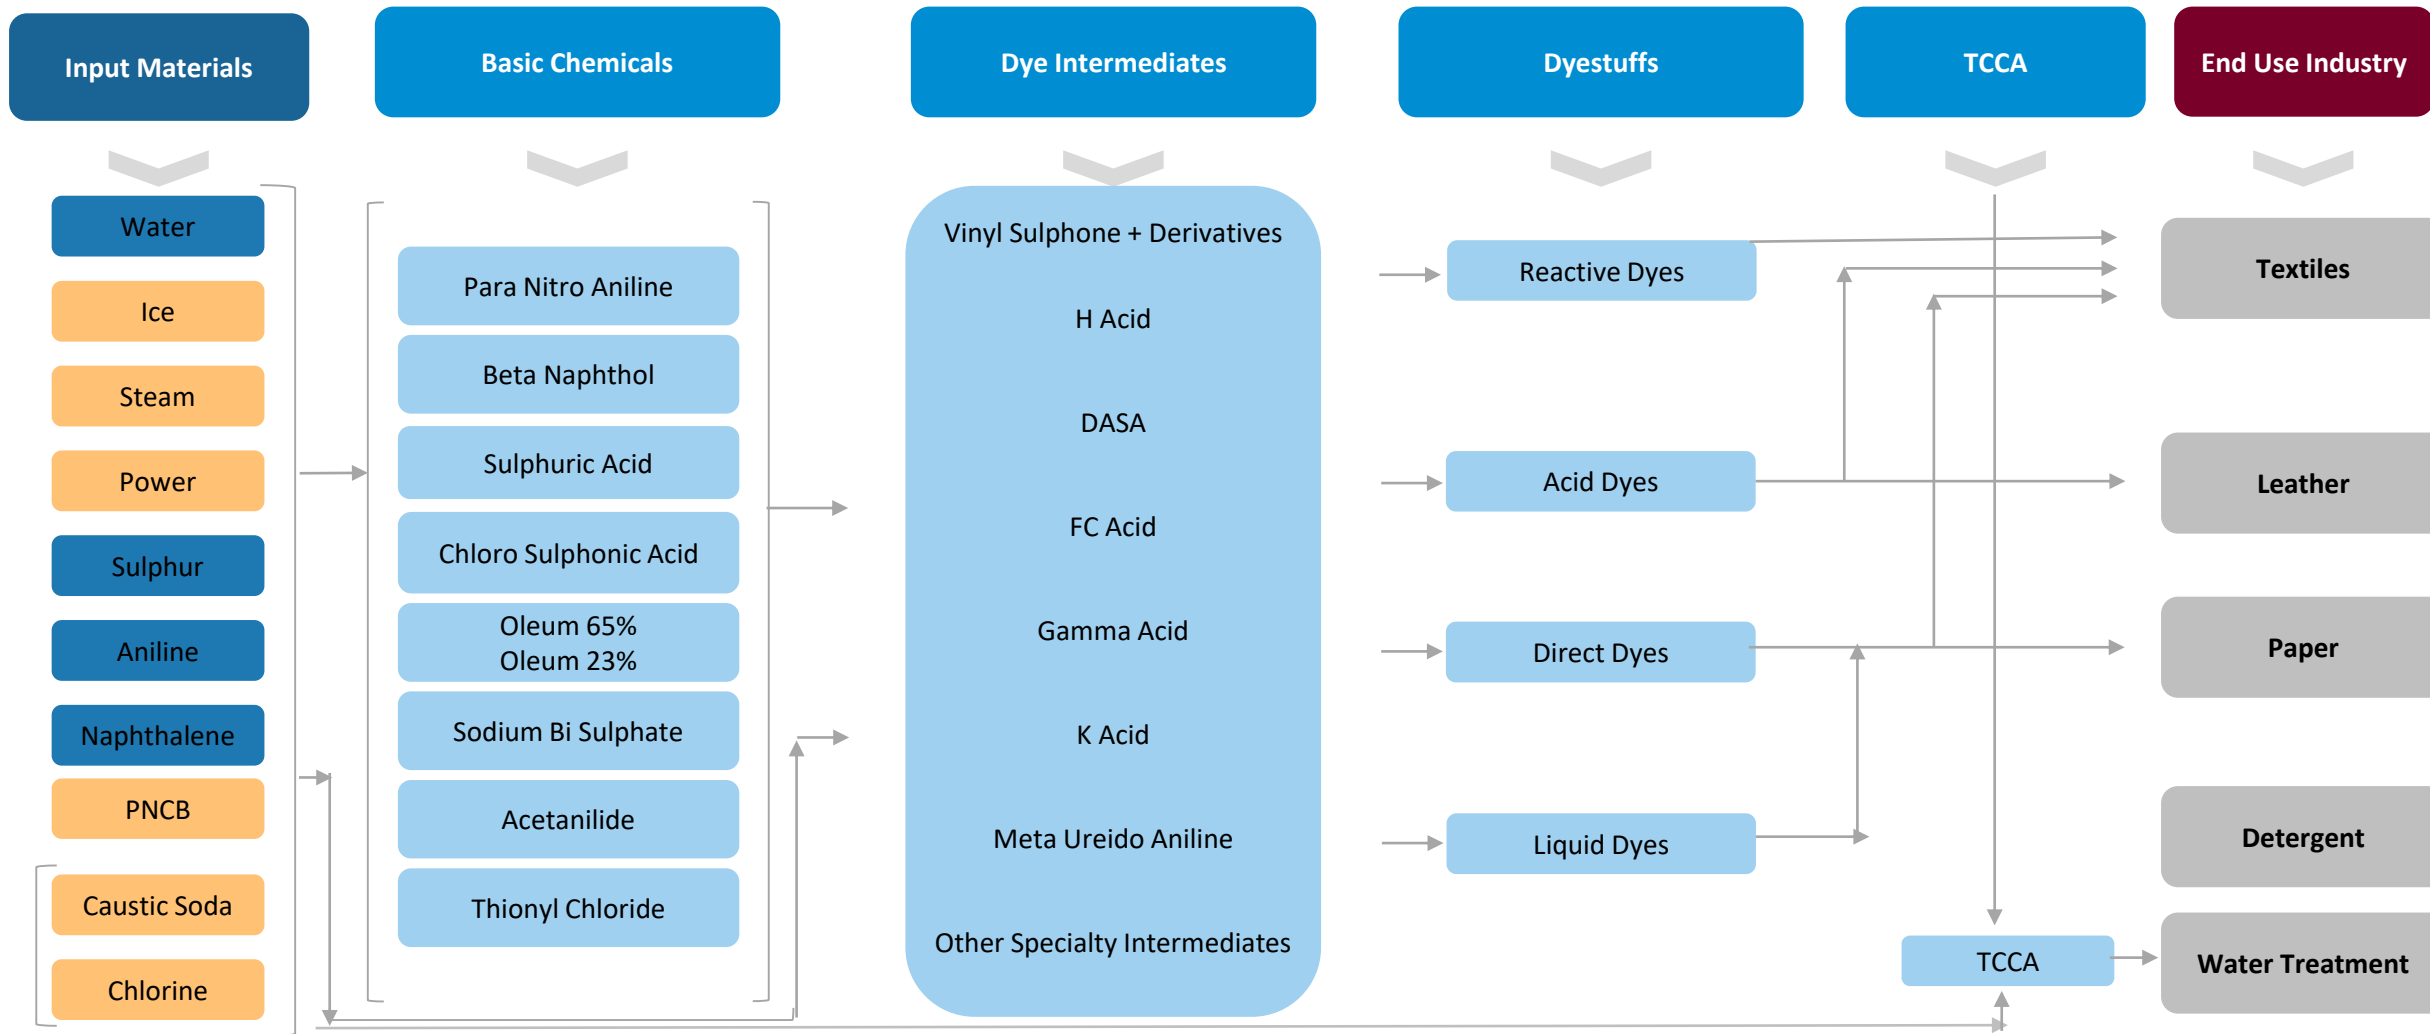 Input Materials
Basic Chemicals
Dye Intermediates
Dyestuffs
TCCA
End Use Industry
Water
Ice
Steam
Power
Sulphur
Aniline
Naphthalene
PNCB
Caustic Soda
Chlorine
Para Nitro Aniline
Beta Naphthol
Sulphuric Acid
Chloro Sulphonic Acid
Oleum 65%
Oleum 23%
Sodium Bi Sulphate
Acetanilide
Thionyl Chloride
Vinyl Sulphone + Derivatives
H Acid
DASA
FC Acid
Gamma Acid
K Acid
Meta Ureido Aniline
Other Specialty Intermediates
Reactive Dyes
Acid Dyes
Direct Dyes
Liquid Dyes
TCCA
Textiles
Leather
Paper
Detergent
Water Treatment